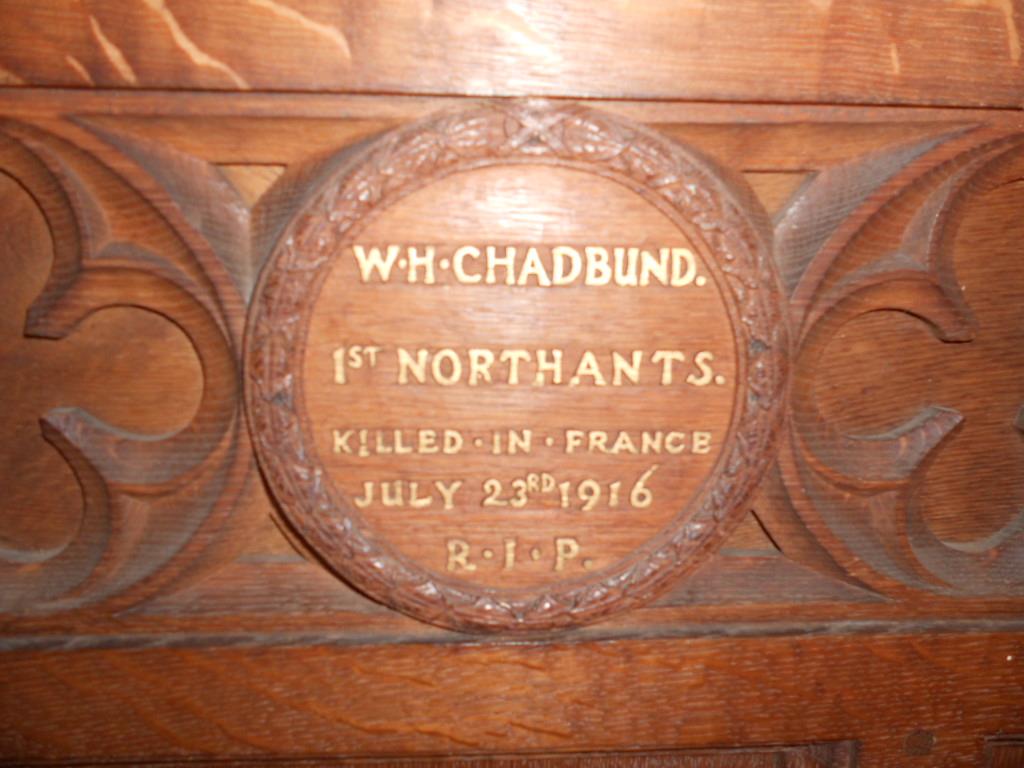 W·H·CHADBUND.
1ST NORTHANTS.
KILLED·IN·FRANCE
JULY 23RD 1916
R·I·P.